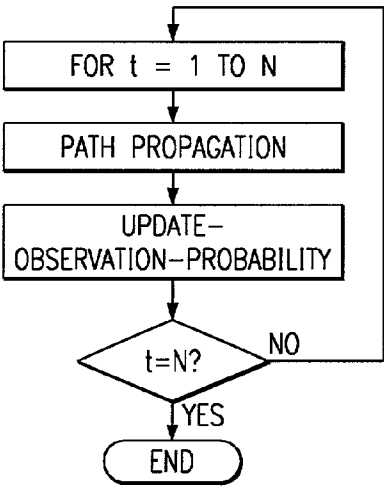 FOR t = 1 TO N
PATH PROPAGATION
UPDATE-
OBSERVATION-PROBABILITY
t=N?
NO
YES
END